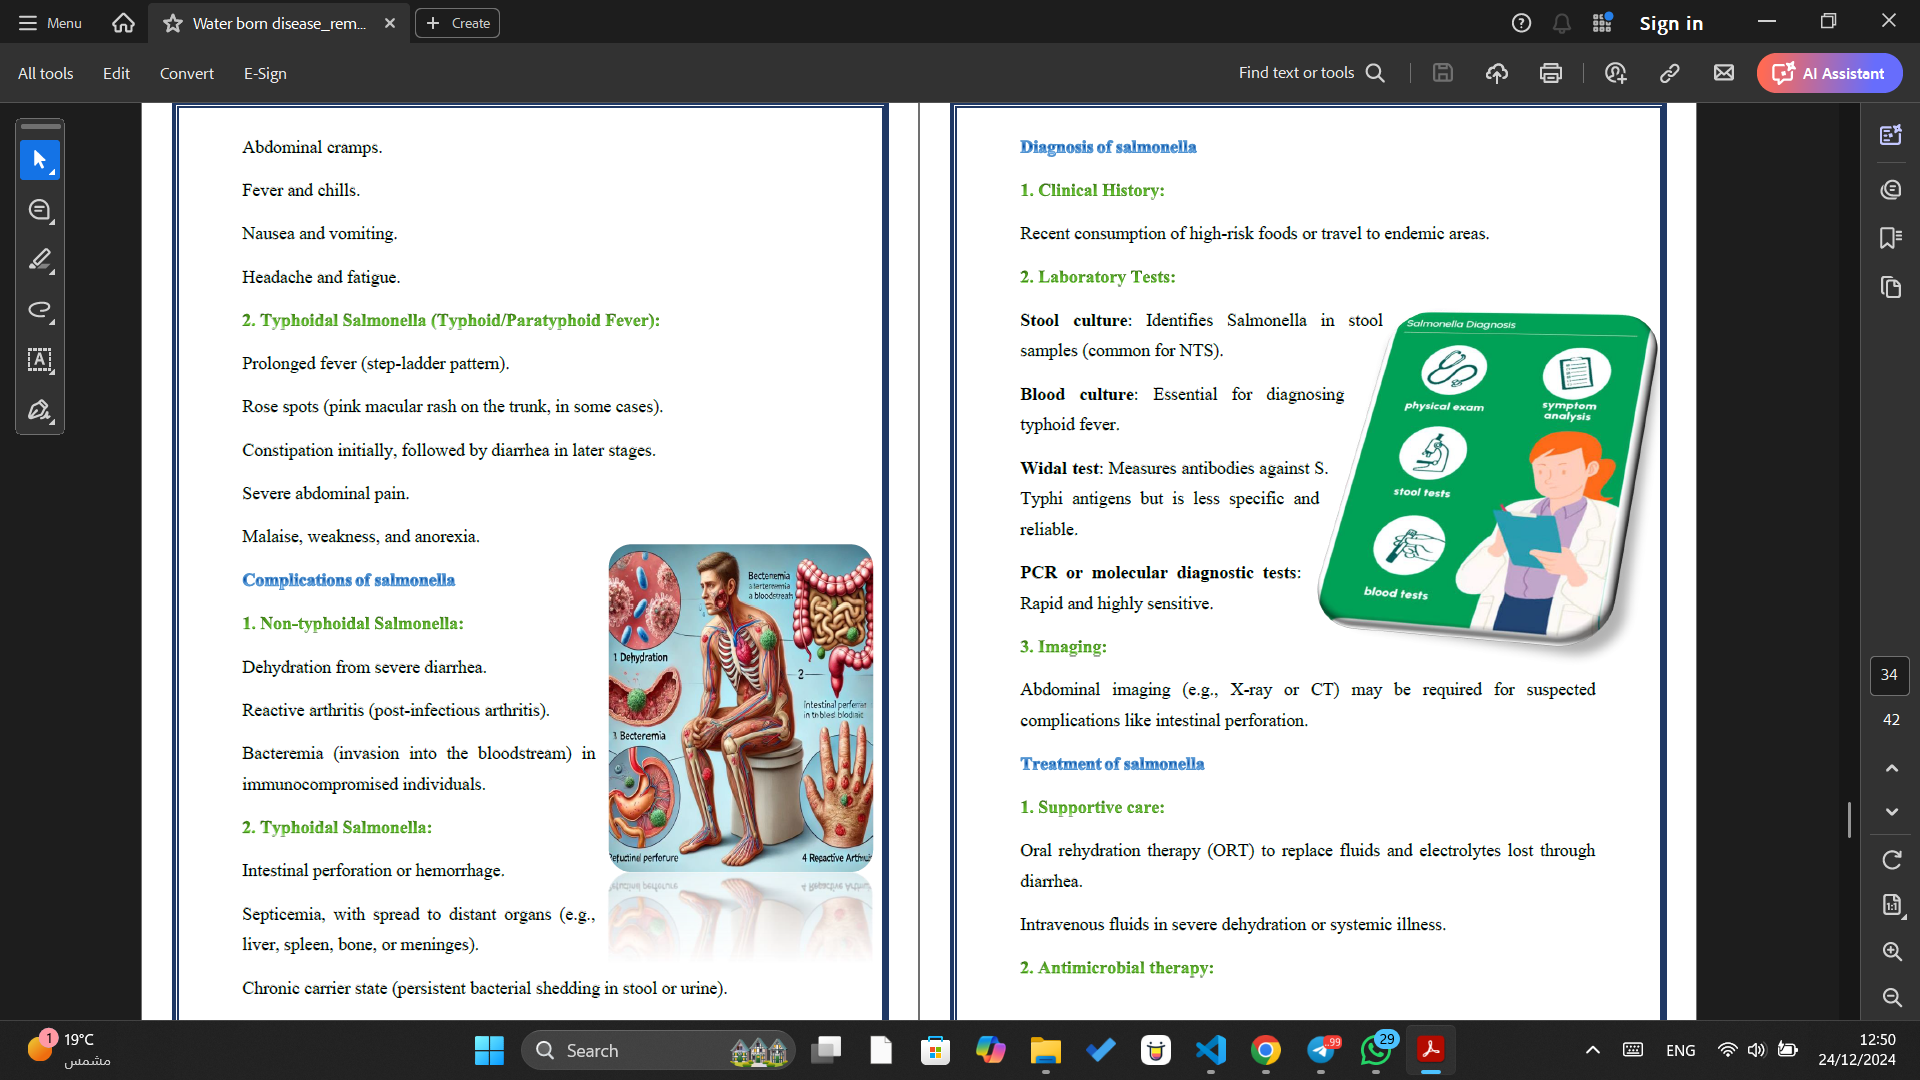 Menu
Water born disease_rem...
Create
Sign in
All tools
Edit
Convert
E-Sign
Find text or tools
AI Assistant
Abdominal cramps.
Fever and chills.
Nausea and vomiting.
Headache and fatigue.
2. Typhoidal Salmonella (Typhoid/Paratyphoid Fever):
Prolonged fever (step-ladder pattern).
Rose spots (pink macular rash on the trunk, in some cases).
Constipation initially, followed by diarrhea in later stages.
Severe abdominal pain.
Malaise, weakness, and anorexia.
Complications of salmonella
1. Non-typhoidal Salmonella:
Dehydration from severe diarrhea.
Reactive arthritis (post-infectious arthritis).
Bacteremia (invasion into the bloodstream) in
immunocompromised individuals.
2. Typhoidal Salmonella:
Intestinal perforation or hemorrhage.
Septicemia, with spread to distant organs (e.g.,
liver, spleen, bone, or meninges).
Chronic carrier state (persistent bacterial shedding in stool or urine).
1 Dehydration
a bloodstreath
2
Intestinal perferem
3 Becteremia
4 Repactive Arthu
Diagnosis of salmonella
1. Clinical History:
Recent consumption of high-risk foods or travel to endemic areas.
2. Laboratory Tests:
Stool culture: Identifies Salmonella in stool
samples (common for NTS).
Blood culture: Essential for diagnosing
typhoid fever.
Widal test: Measures antibodies against S.
Typhi antigens but is less specific and
reliable.
PCR or molecular diagnostic tests:
Rapid and highly sensitive.
Salmonella Diagnosis
physical exam
symptom
analysis
stool tests
blood tests
3. Imaging:
Abdominal imaging (e.g., X-ray or CT) may be required for suspected
complications like intestinal perforation.
Treatment of salmonella
1. Supportive care:
Oral rehydration therapy (ORT) to replace fluids and electrolytes lost through
diarrhea.
Intravenous fluids in severe dehydration or systemic illness.
2. Antimicrobial therapy:
34
42
1:1
1
19°C
مشمس
Search
99
29
ENG
12:50
24/12/2024